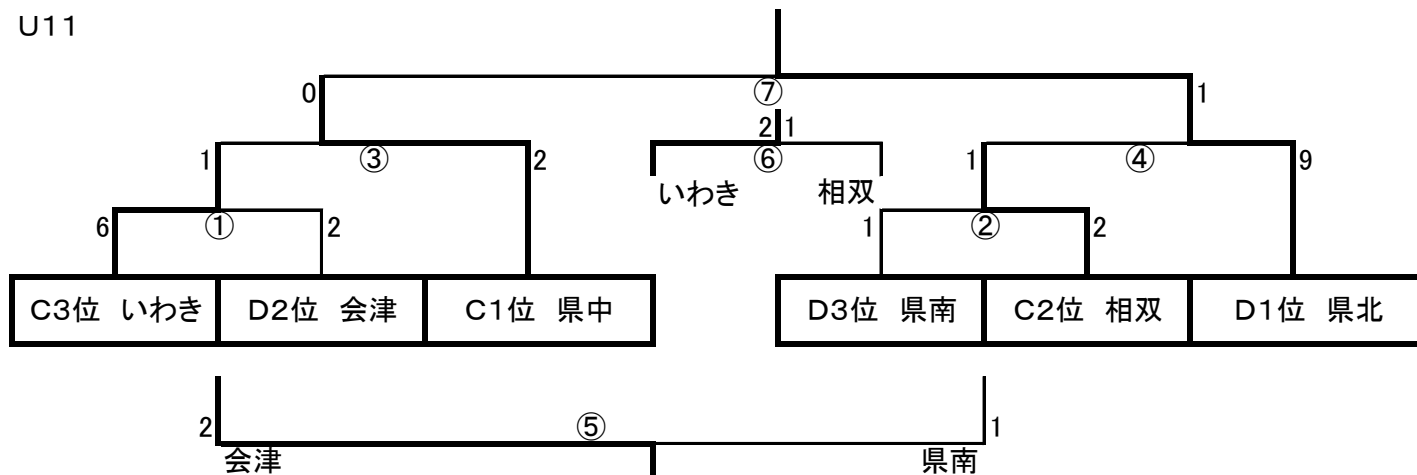 U11
0 ⑦ 1
2 1
1 ③ 2 ⑥ 1 ④ 9
いわき 相双
6 ① 2 1 ② 2
C3位 いわき D2位 会津 C1位 県中 D3位 県南 C2位 相双 D1位 県北
2 ⑤ 1
会津 県南